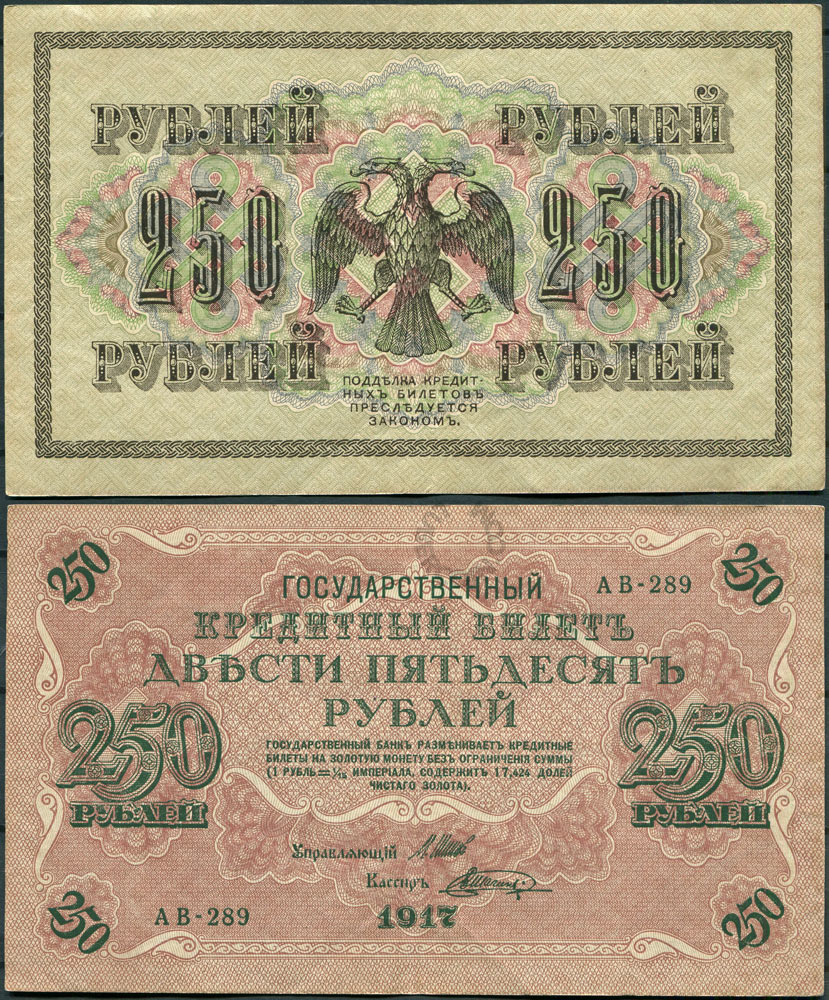 РУБЛЕЙ РУБЛЕЙ
250 250
РУБЛЕЙ РУБЛЕЙ
ПОДДѢЛКА КРЕДИТ-
НЫХЪ БИЛЕТОВЪ
ПРЕСЛѢДУЕТСЯ
ЗАКОНОМЪ.
250 250
ГОСУДАРСТВЕННЫЙ АВ-289
КРЕДИТНЫЙ БИЛЕТЪ
ДВѢСТИ ПЯТЬДЕСЯТЪ
РУБЛЕЙ
250 250
РУБЛЕЙ РУБЛЕЙ
ГОСУДАРСТВЕННЫЙ БАНКЪ РАЗМѢНИВАЕТЪ КРЕДИТНЫЕ
БИЛЕТЫ НА ЗОЛОТУЮ МОНЕТУ БЕЗЪ ОГРАНИЧЕНІЯ СУММЫ
(1 РУБЛЬ = 1/15 ИМПЕРІАЛА, СОДЕРЖИТЪ 17,424 ДОЛЕЙ
ЧИСТАГО ЗОЛОТА).
Управляющій
Кассиръ
250 АВ-289 1917 250